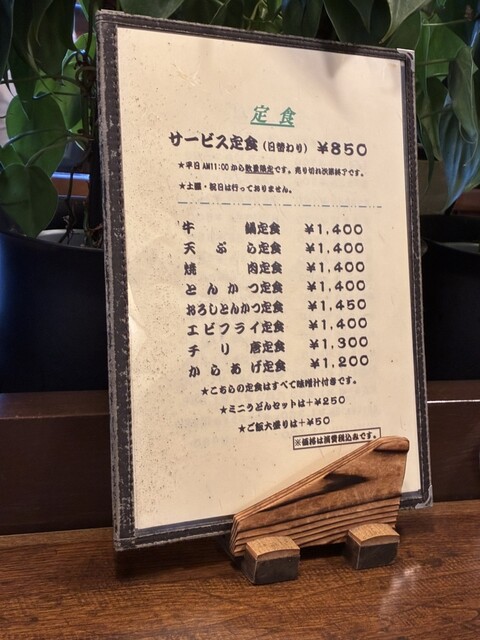 定食
サービス定食(日替わり) ¥850
★平日AM11:00から数量限定です。売り切れ次第終了です。
★土曜・祝日は行っておりません。
牛鍋定食 ¥1,400
天ぷら定食 ¥1,400
焼肉定食 ¥1,400
とんかつ定食 ¥1,400
おろしとんかつ定食 ¥1,450
エビフライ定食 ¥1,400
チリ唐定食 ¥1,300
からあげ定食 ¥1,200
★こちらの定食はすべて味噌汁付きです。
★ミニうどんセットは+¥250
★ご飯大盛りは+¥50
※価格は消費税込みです。